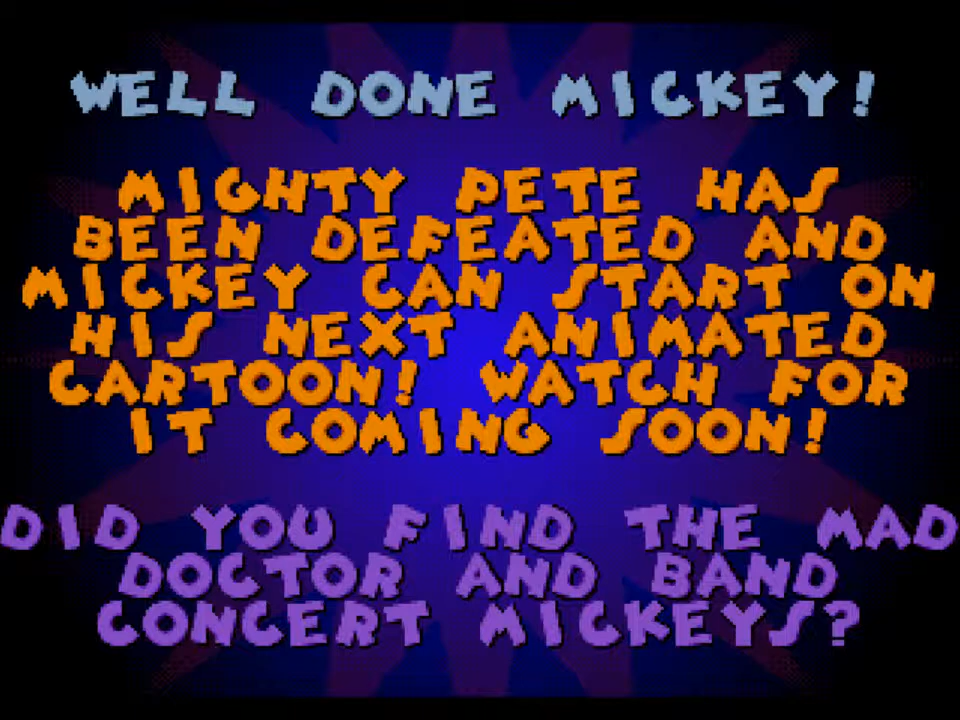 WELL DONE MICKEY!
MIGHTY PETE HAS
BEEN DEFEATED AND
MICKEY CAN START ON
HIS NEXT ANIMATED
CARTOON! WATCH FOR
IT COMING SOON!
DID YOU FIND THE MAD
DOCTOR AND BAND
CONCERT MICKEYS?